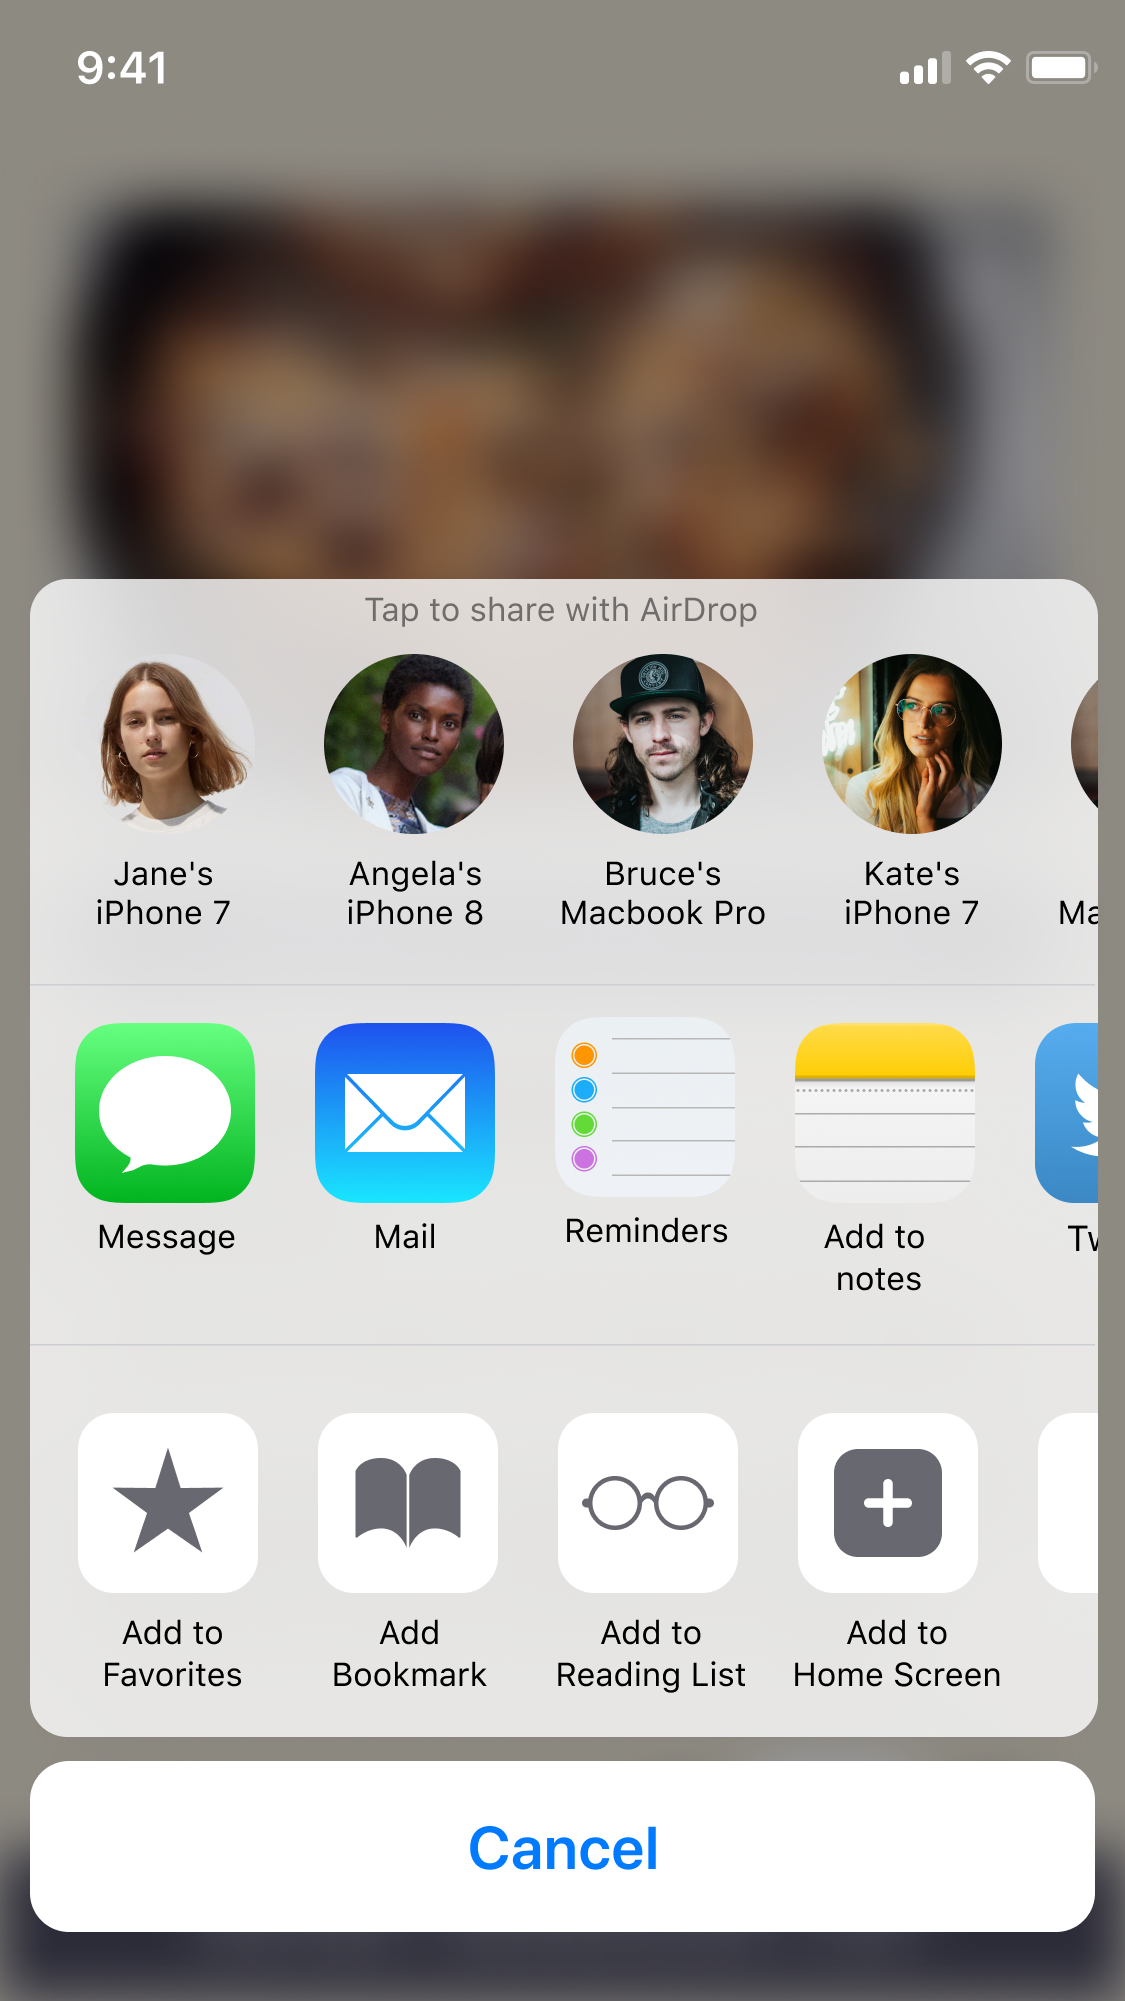 9:41
Tap to share with AirDrop
Jane's
iPhone 7
Angela's
iPhone 8
Bruce's
Macbook Pro
Kate's
iPhone 7
Ma
Message
Mail
Reminders
Add to
notes
Tw
Add to
Favorites
Add
Bookmark
Add to
Reading List
Add to
Home Screen
Cancel